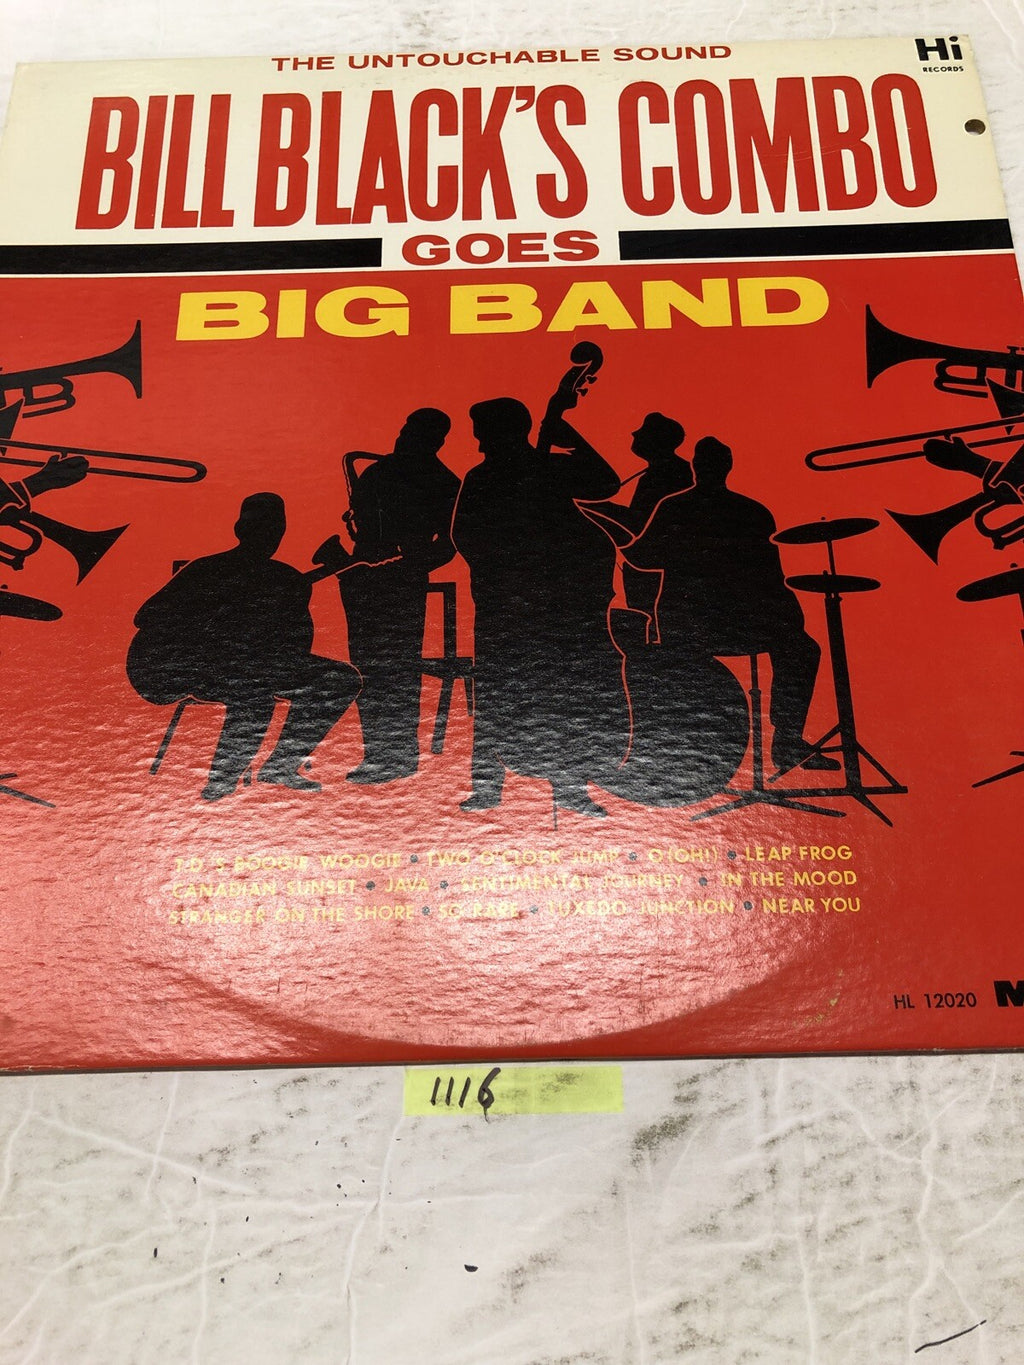 THE UNTOUCHABLE SOUND
Hi
RECORDS
BILL BLACK'S COMBO
GOES
BIG BAND
T.D.'S BOOGIE WOOGIE • TWO O'CLOCK JUMP • O (OH!) • LEAP FROG
CANADIAN SUNSET • JAVA • SENTIMENTAL JOURNEY • IN THE MOOD
STRANGER ON THE SHORE • SO RARE • TUXEDO JUNCTION • NEAR YOU
HL 12020 M
1116